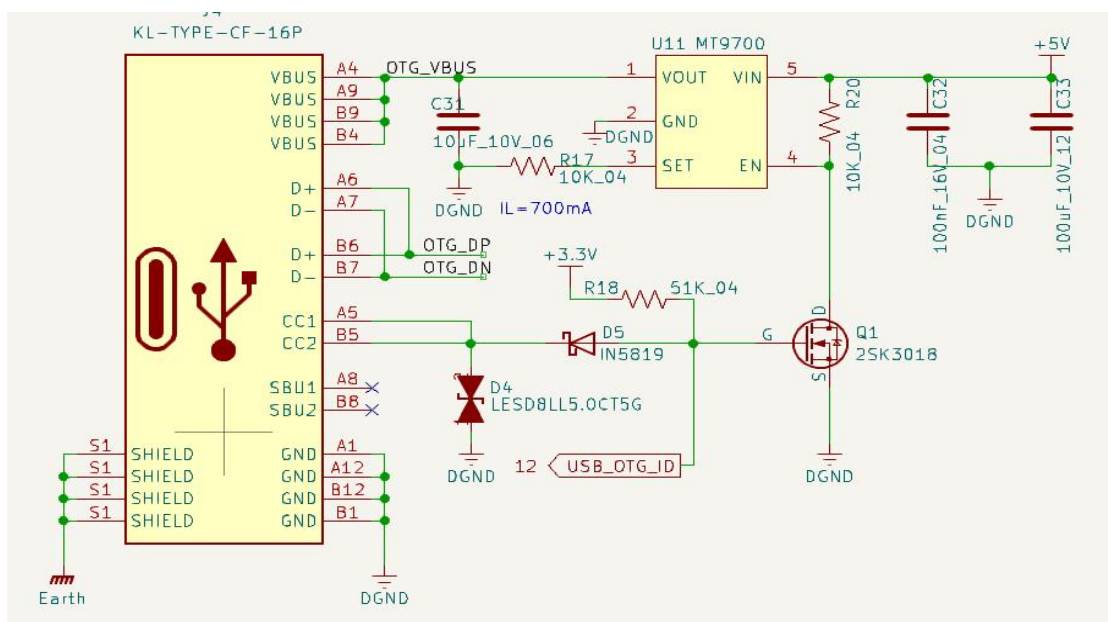 KL-TYPE-CF-16P
VBUS A4 OTG_VBUS
VBUS A9
VBUS B9
VBUS B4
D+ A6
D- A7
D+ B6 OTG_DP
D- B7 OTG_DN
CC1 A5
CC2 B5
SBU1 A8
SBU2 B8
S1 SHIELD GND A1
S1 SHIELD GND A12
S1 SHIELD GND B12
S1 SHIELD GND B1
Earth
DGND
C31
10uF_10V_06
DGND
R17
10K_04
IL=700mA
U11 MT9700
1 VOUT VIN 5
2 GND
DGND
3 SET EN 4
R20
10K_04
+5V
C32
100nF_16V_04
C33
100uF_10V_12
DGND
+3.3V
R18 51K_04
D5
IN5819
D4
LESD8LL5.0CT5G
DGND
12 USB_OTG_ID
D
G
S
Q1
2SK3018
DGND